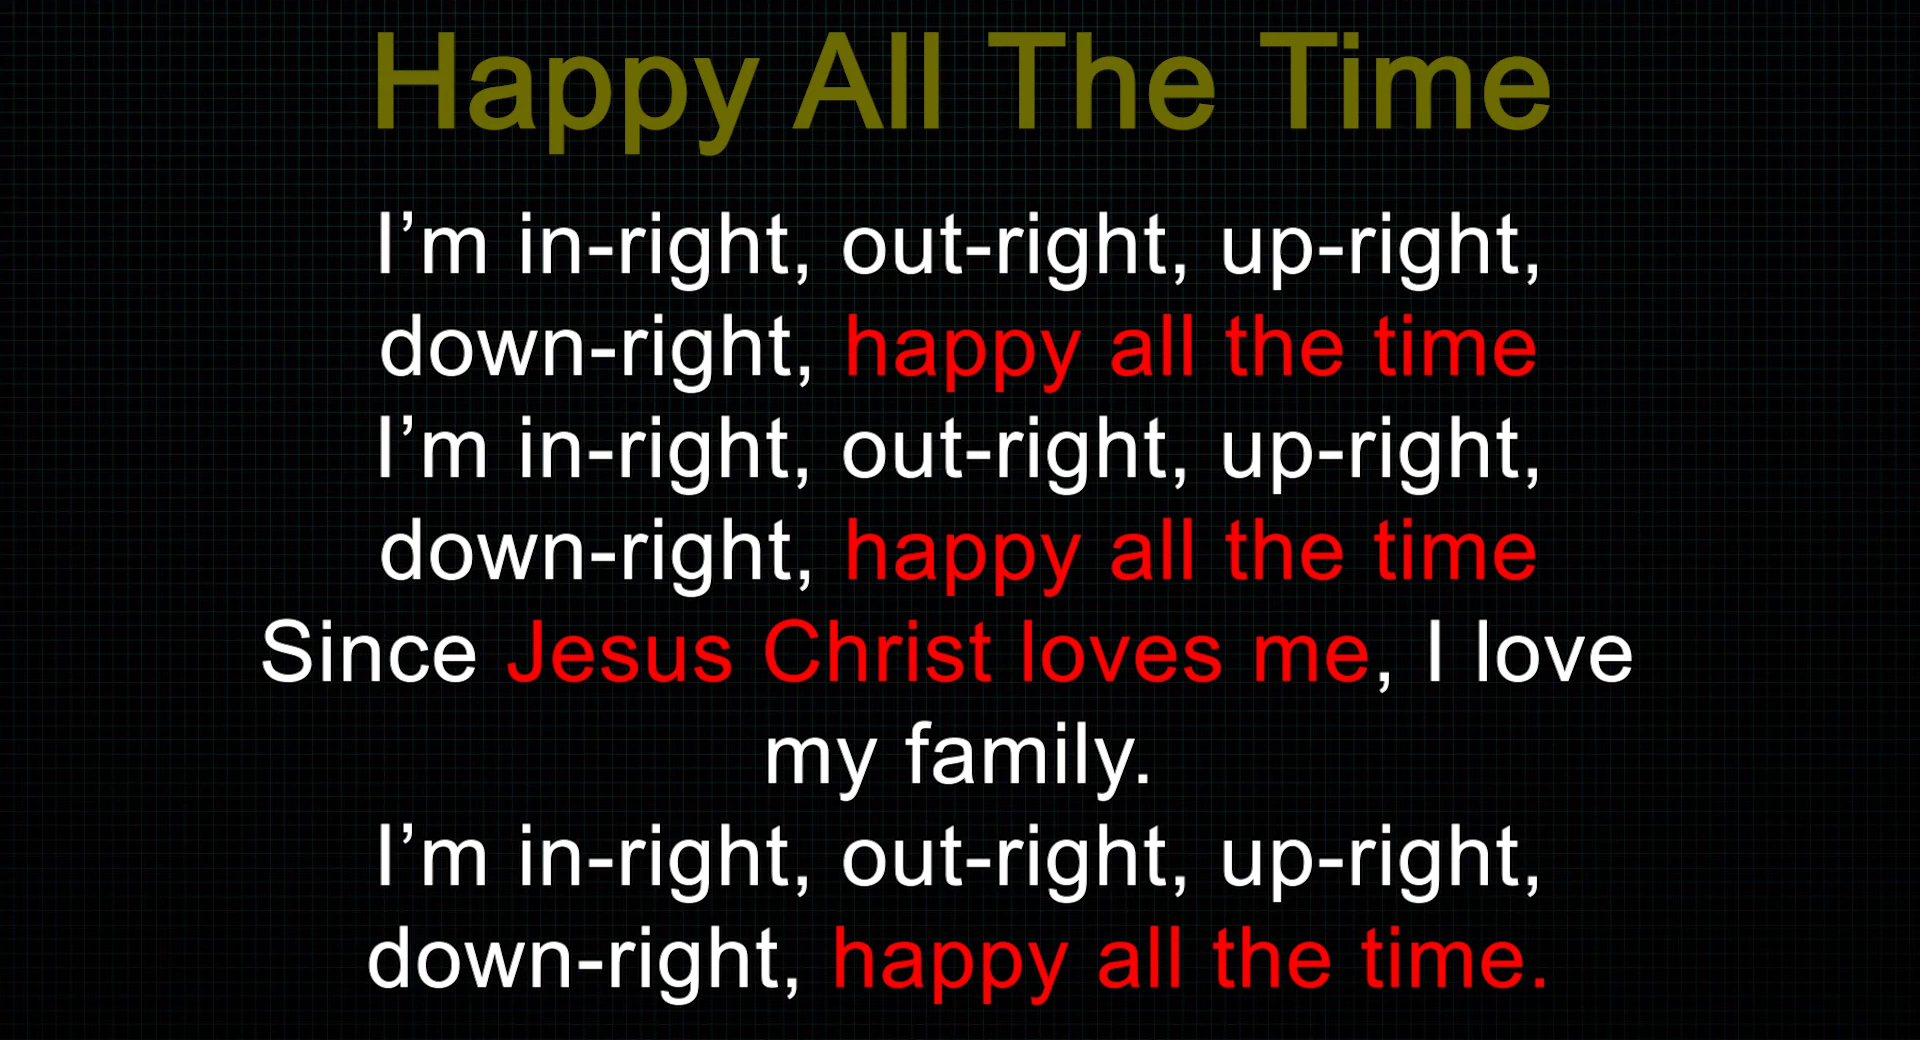 Happy All The Time
I’m in-right, out-right, up-right,
down-right, happy all the time
I’m in-right, out-right, up-right,
down-right, happy all the time
Since Jesus Christ loves me, I love
my family.
I’m in-right, out-right, up-right,
down-right, happy all the time.